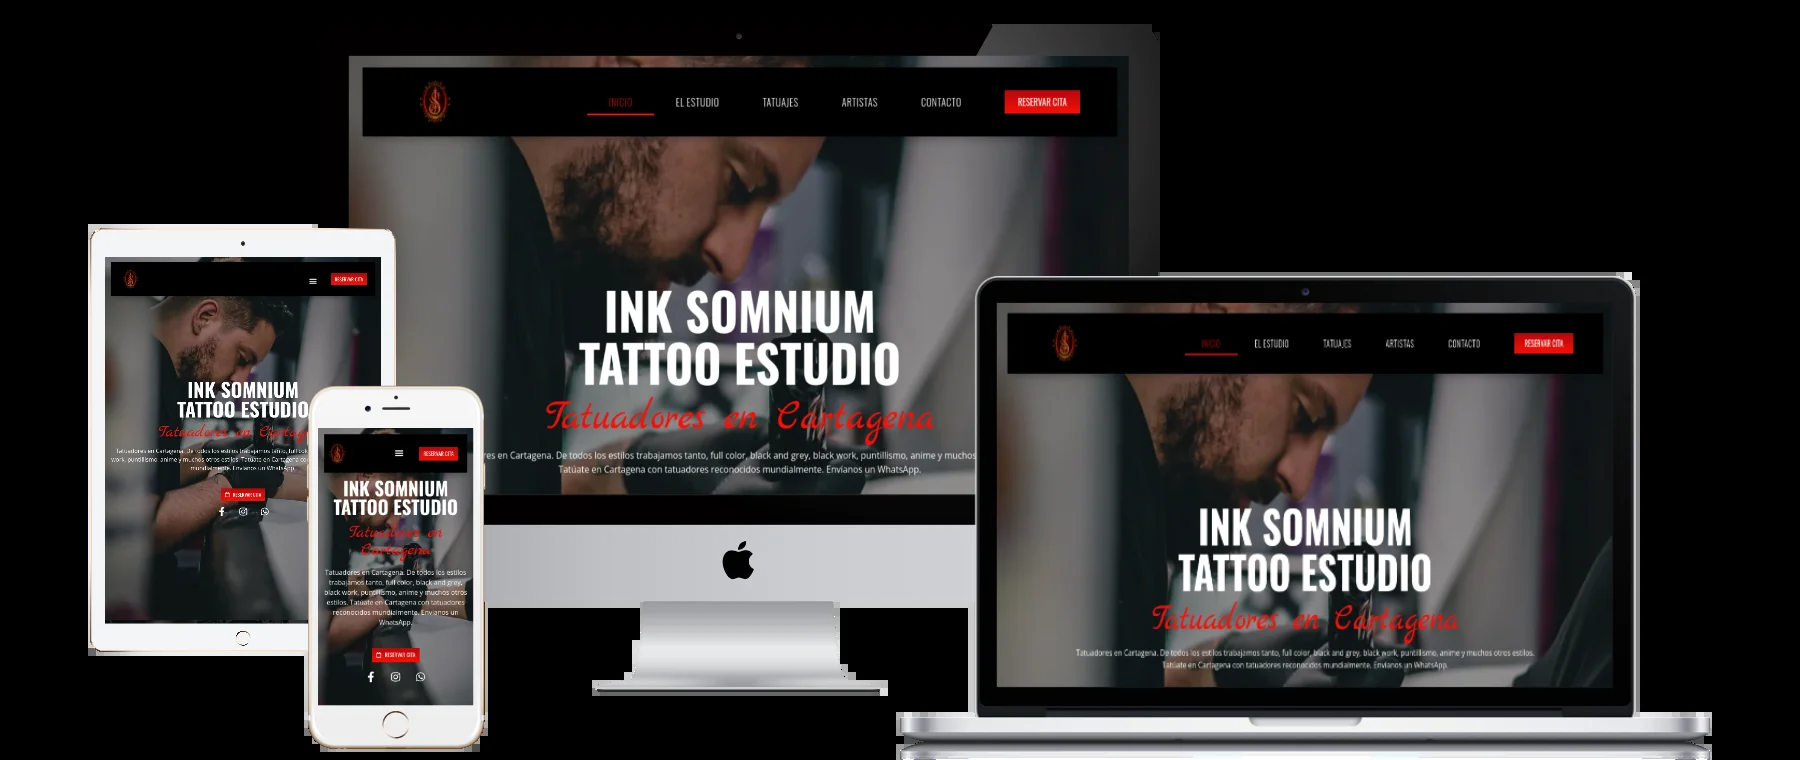 INICIO
EL ESTUDIO
TATUAJES
ARTISTAS
CONTACTO
RESERVAR CITA
INK SOMNIUM
TATTOO ESTUDIO
Tatuadores en Cartagena
res en Cartagena. De todos los estilos trabajamos tanto, full color, black and grey, black work, puntillismo, anime y muchos
Tatúate en Cartagena con tatuadores reconocidos mundialmente. Envíanos un WhatsApp.
RESERVAR CITA
INK SOMNIUM
TATTOO ESTUDIO
Tatuadores en Cartag
Tatuadores en Cartagena. De todos los estilos trabajamos tanto, full col
work, puntillismo, anime y muchos otros estilos. Tatúate en Cartagena co
mundialmente. Envíanos un WhatsApp.
RESERVAR CITA
RESERVAR CITA
INK SOMNIUM
TATTOO ESTUDIO
Tatuadores en
Cartagena
Tatuadores en Cartagena. De todos los estilos
trabajamos tanto, full color, black and grey,
black work, puntillismo, anime y muchos otros
estilos. Tatúate en Cartagena con tatuadores
reconocidos mundialmente. Envíanos un
WhatsApp.
RESERVAR CITA
INICIO
EL ESTUDIO
TATUAJES
ARTISTAS
CONTACTO
RESERVAR CITA
INK SOMNIUM
TATTOO ESTUDIO
Tatuadores en Cartagena
Tatuadores en Cartagena. De todos los estilos trabajamos tanto, full color, black and grey, black work, puntillismo, anime y muchos otros estilos.
Tatúate en Cartagena con tatuadores reconocidos mundialmente. Envíanos un WhatsApp.